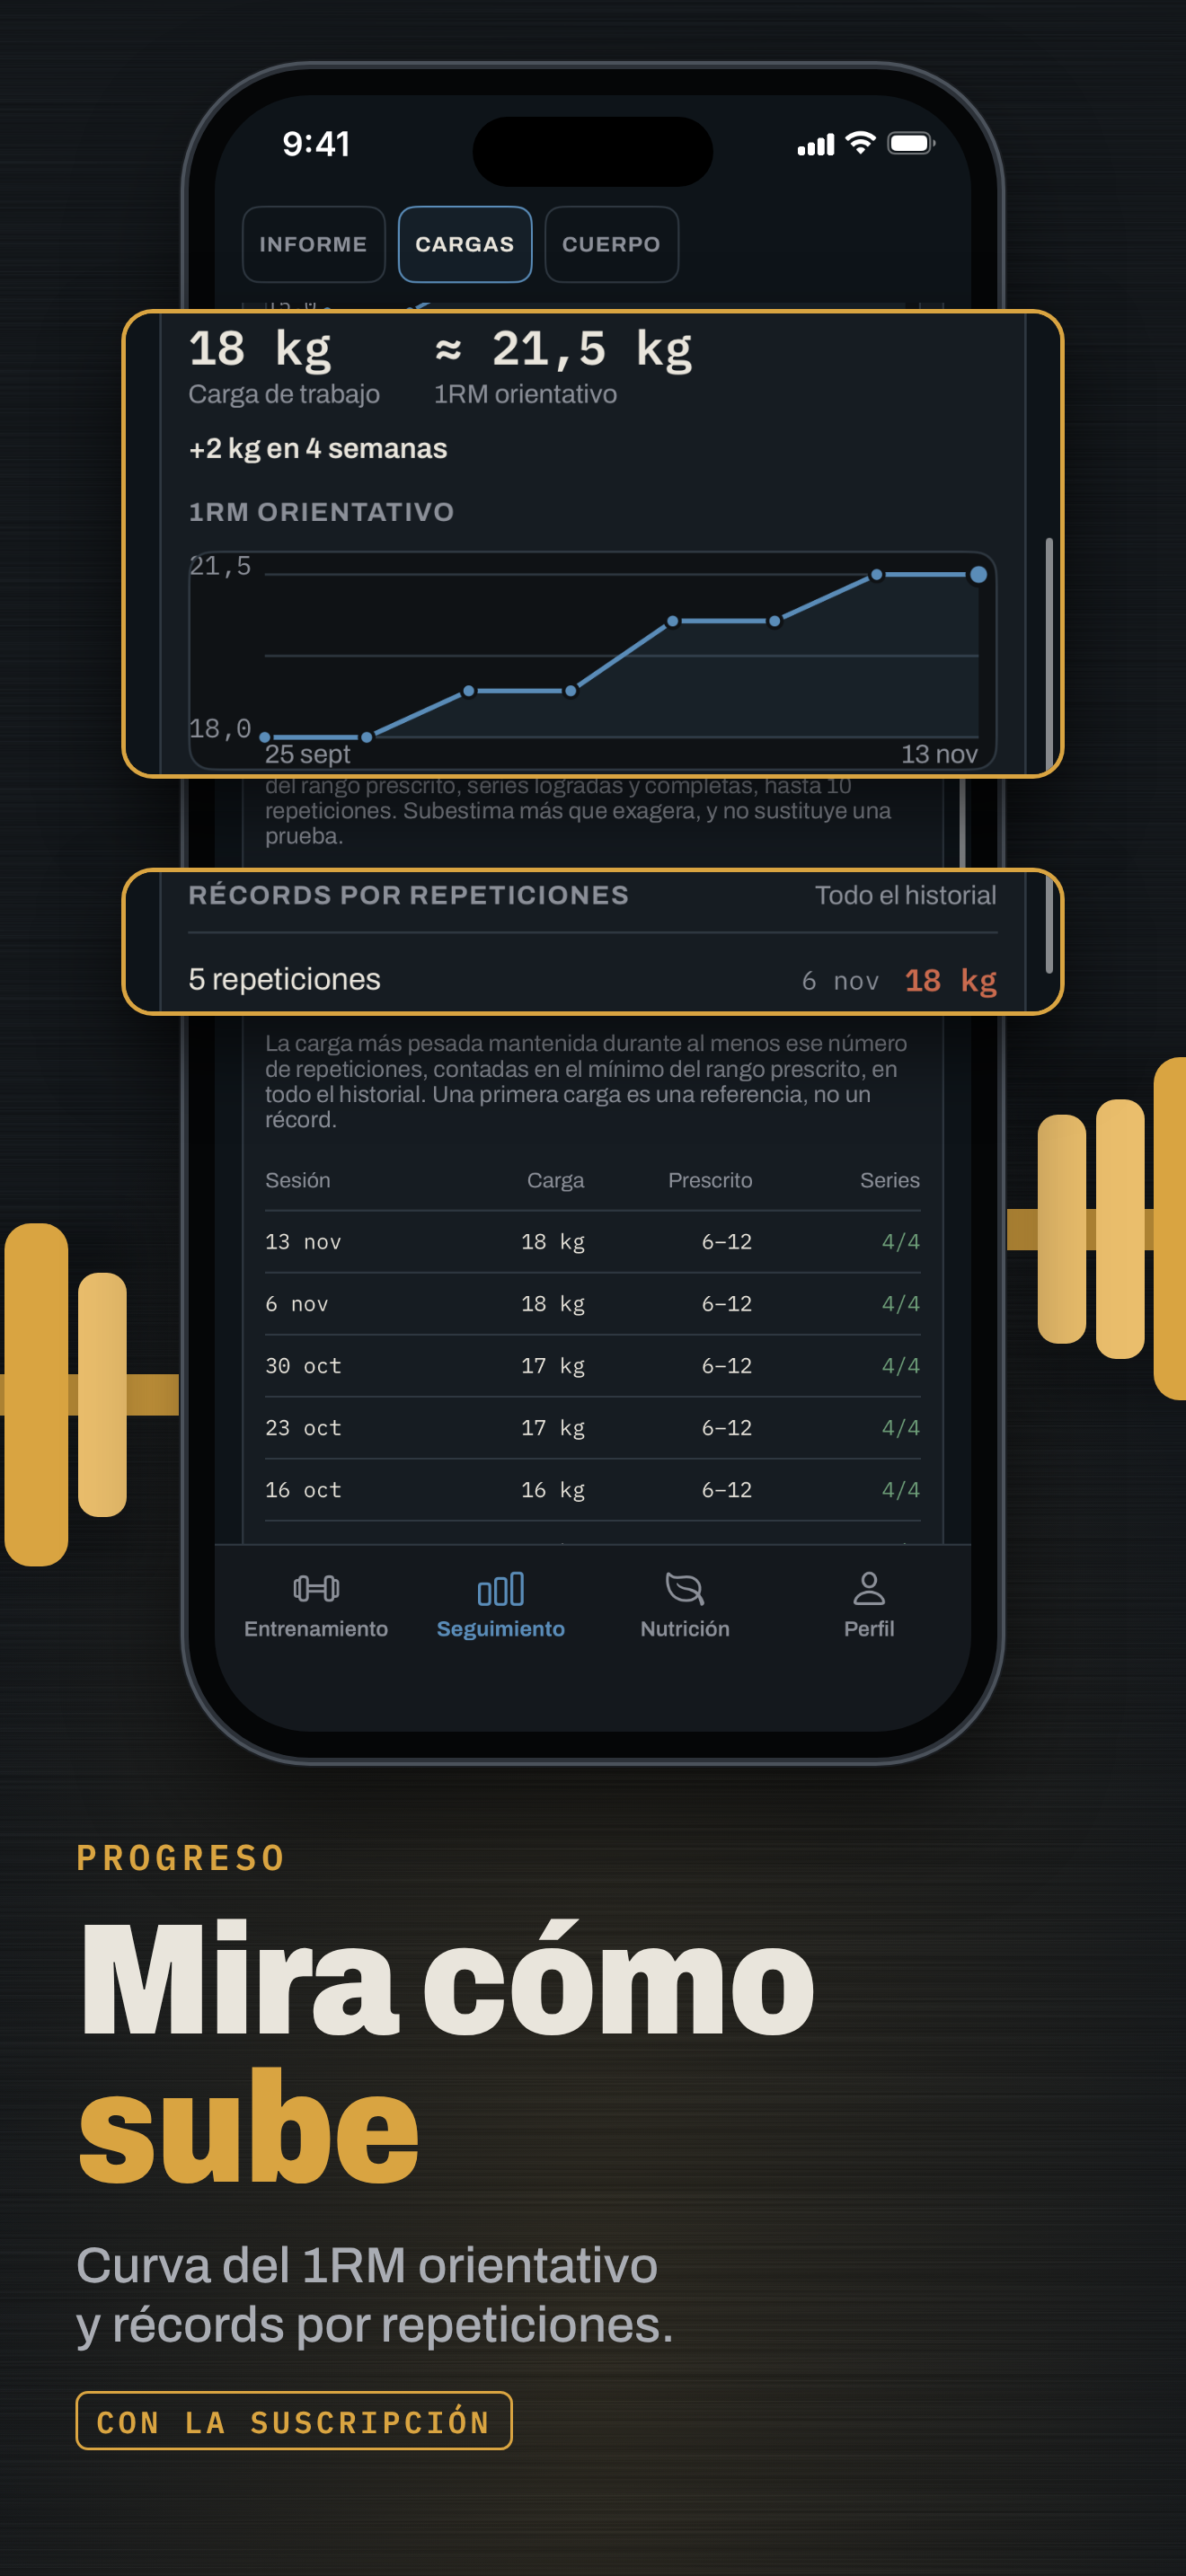 9:41
INFORME
CARGAS
CUERPO
18 kg
≈ 21,5 kg
Carga de trabajo
1RM orientativo
+2 kg en 4 semanas
1RM ORIENTATIVO
21,5
18,0
25 sept
13 nov
del rango prescrito, series logradas y completas, hasta 10
repeticiones. Subestima más que exagera, y no sustituye una
prueba.
RÉCORDS POR REPETICIONES
Todo el historial
5 repeticiones
6 nov
18 kg
La carga más pesada mantenida durante al menos ese número
de repeticiones, contadas en el mínimo del rango prescrito, en
todo el historial. Una primera carga es una referencia, no un
récord.
Sesión Carga Prescrito Series
13 nov 18 kg 6–12 4/4
6 nov 18 kg 6–12 4/4
30 oct 17 kg 6–12 4/4
23 oct 17 kg 6–12 4/4
16 oct 16 kg 6–12 4/4
Entrenamiento
Seguimiento
Nutrición
Perfil
PROGRESO
Mira cómo
sube
Curva del 1RM orientativo
y récords por repeticiones.
CON LA SUSCRIPCIÓN